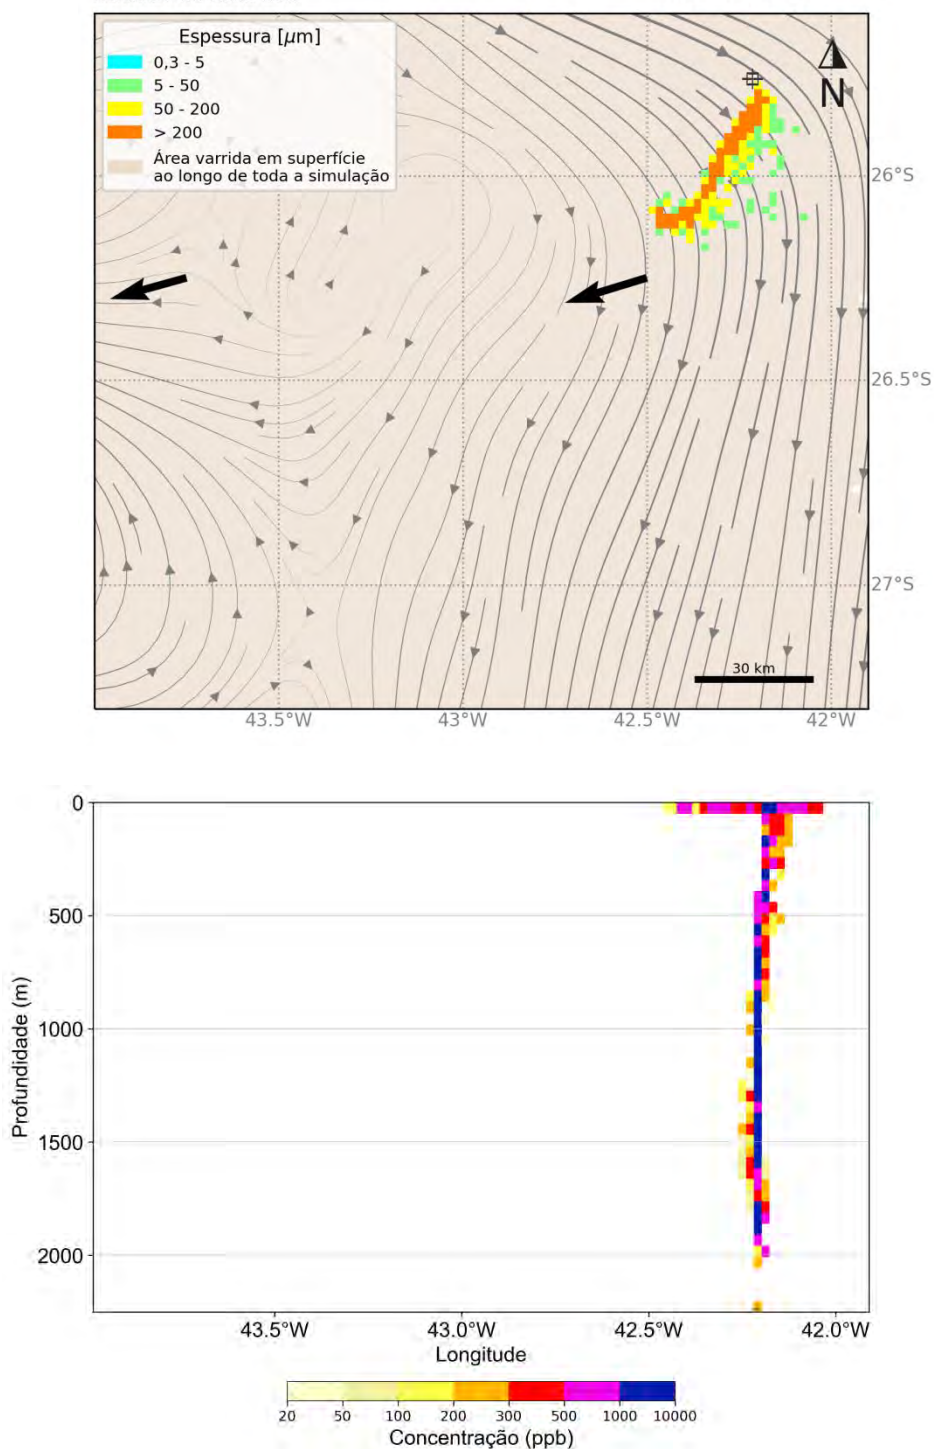 Espessura [μm]
0,3 - 5
5 - 50
50 - 200
> 200
Área varrida em superfície
ao longo de toda a simulação
N
26°S
26.5°S
27°S
30 km
43.5°W 43°W 42.5°W 42°W
0
500
1000
1500
2000
Profundidade (m)
43.5°W 43.0°W 42.5°W 42.0°W
Longitude
20 50 100 200 300 500 1000 10000
Concentração (ppb)